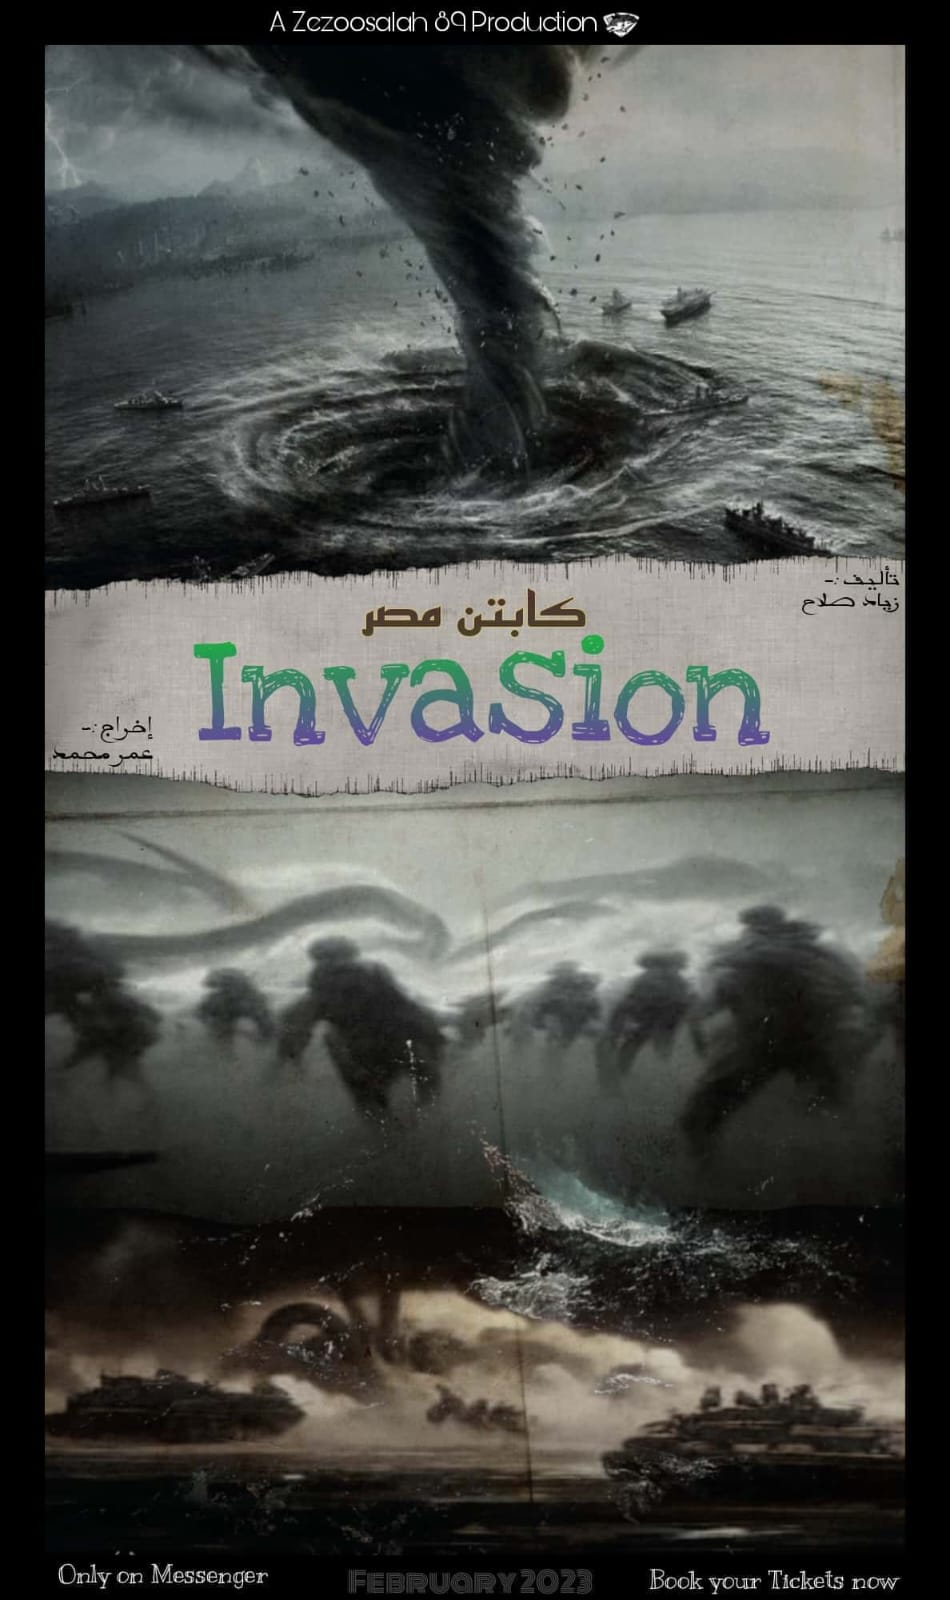 A Zezoosalah 89 Production
تأليف :-
زياد صلاح
كابتن مصر
Invasion
إخراج :-
عمر محمد
Only on Messenger
February 2023
Book your Tickets now